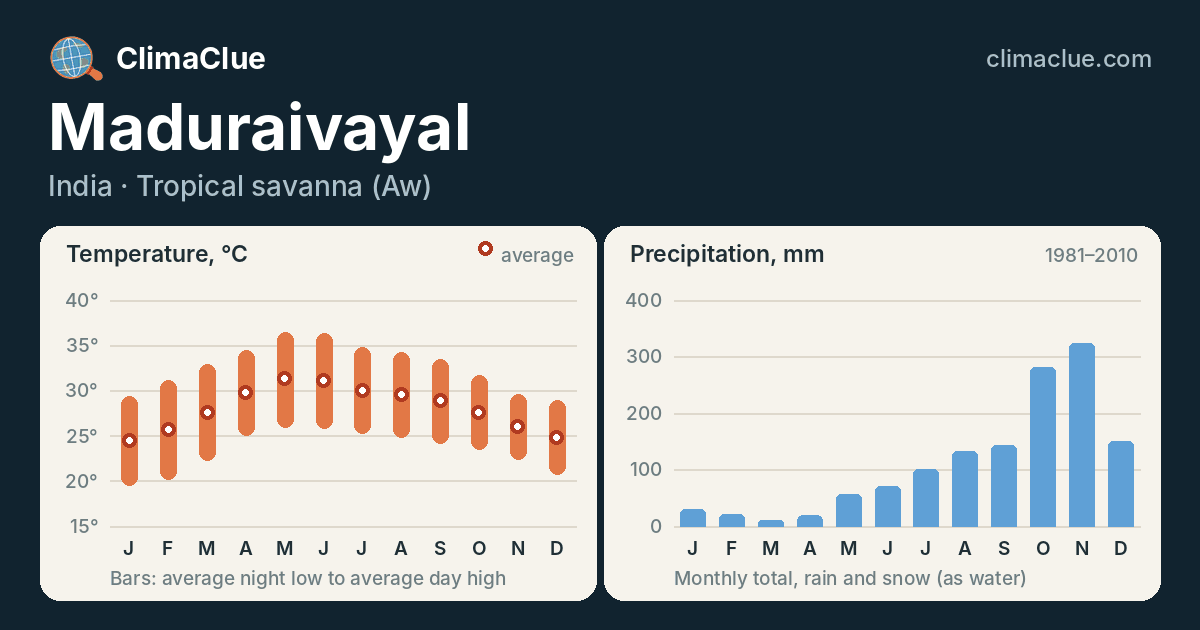 ClimaClue
climaclue.com
Maduraivayal
India · Tropical savanna (Aw)
Temperature, °C
average
40°
35°
30°
25°
20°
15°
J F M A M J J A S O N D
Bars: average night low to average day high
Precipitation, mm
1981–2010
400
300
200
100
0
J F M A M J J A S O N D
Monthly total, rain and snow (as water)